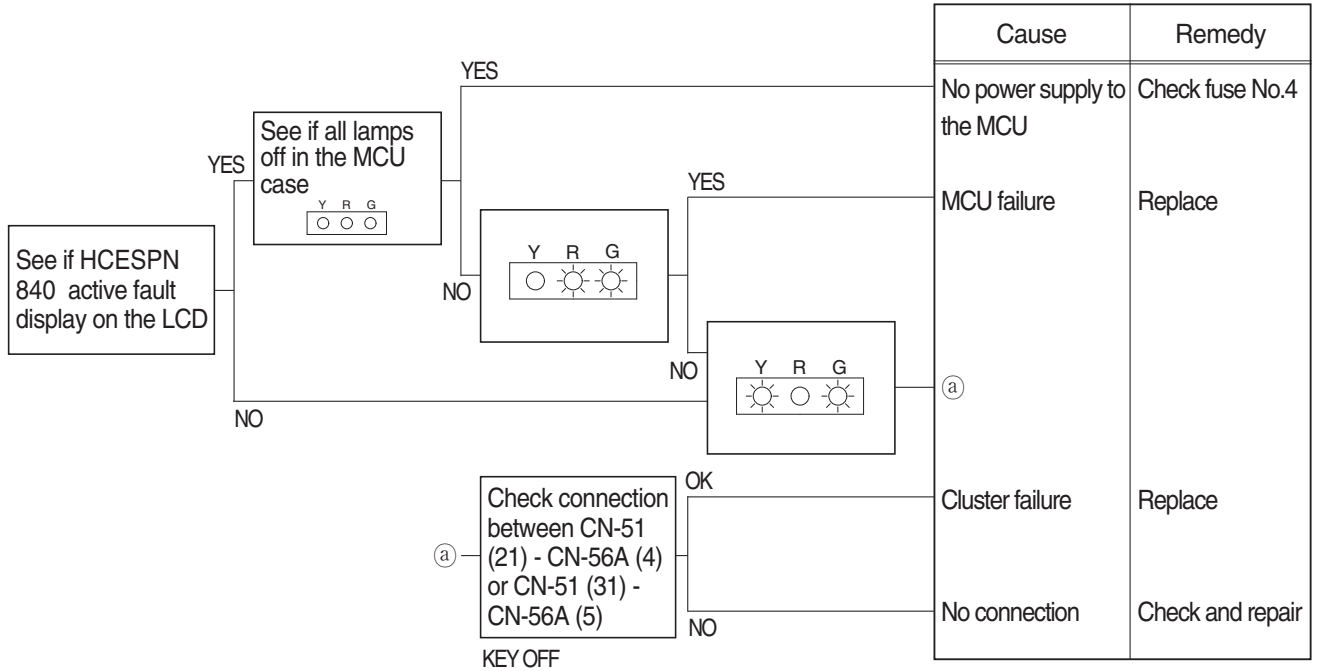 Cause
Remedy
YES
No power supply to
the MCU
Check fuse No.4
YES
See if all lamps
off in the MCU
case
Y R G
YES
MCU failure
Replace
See if HCESPN
840 active fault
display on the LCD
NO
Y R G
NO
Y R G
ⓐ
NO
ⓐ
Check connection
between CN-51
(21) - CN-56A (4)
or CN-51 (31) -
CN-56A (5)
OK
Cluster failure
Replace
NO
No connection
Check and repair
KEY OFF